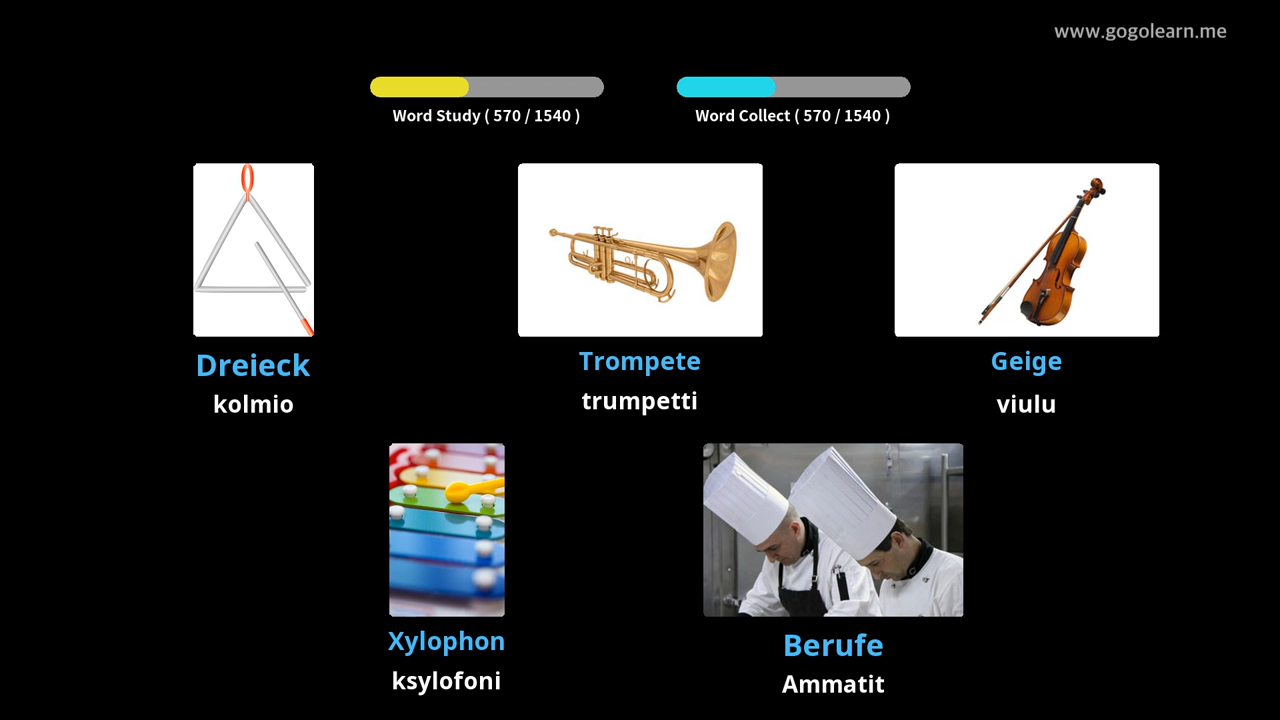 www.gogolearn.me
Word Study ( 570 / 1540 )
Word Collect ( 570 / 1540 )
Dreieck
kolmio
Trompete
trumpetti
Geige
viulu
Xylophon
ksylofoni
Berufe
Ammatit